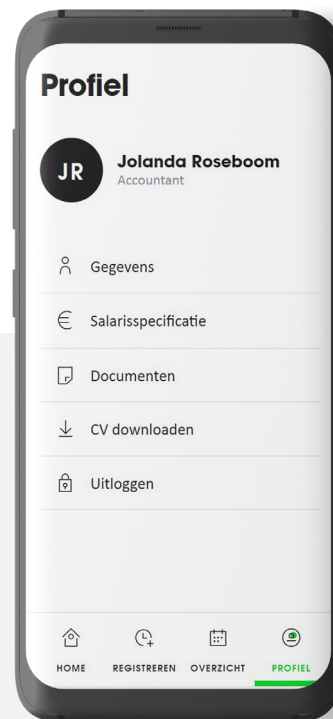 Profiel
JR
Jolanda Roseboom
Accountant
Gegevens
Salarisspecificatie
Documenten
CV downloaden
Uitloggen
HOME REGISTREREN OVERZICHT PROFIEL